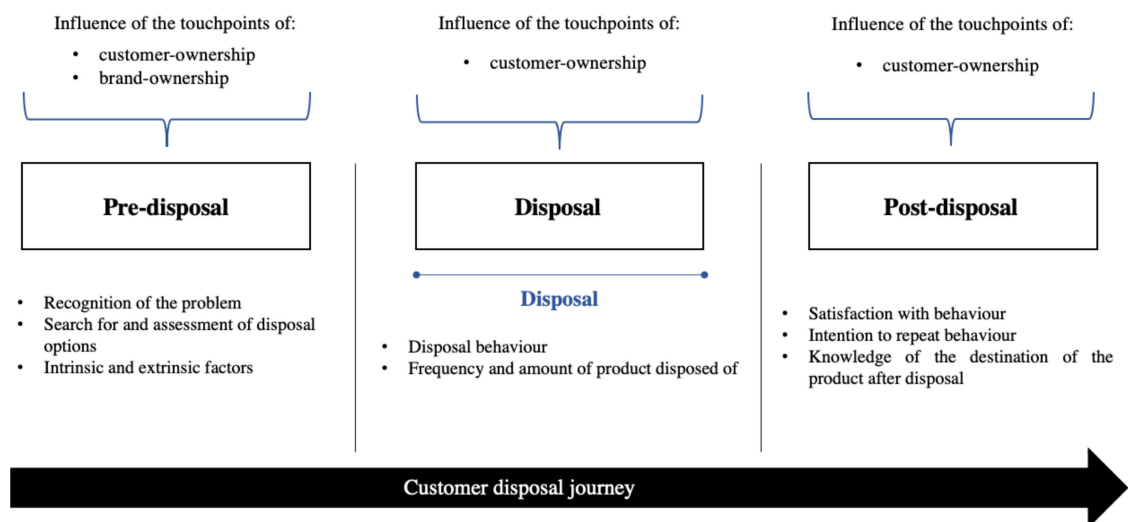 Influence of the touchpoints of:
• customer-ownership
• brand-ownership
Pre-disposal
• Recognition of the problem
• Search for and assessment of disposal
options
• Intrinsic and extrinsic factors
Influence of the touchpoints of:
• customer-ownership
Disposal
Disposal
• Disposal behaviour
• Frequency and amount of product disposed of
Influence of the touchpoints of:
• customer-ownership
Post-disposal
• Satisfaction with behaviour
• Intention to repeat behaviour
• Knowledge of the destination of the
product after disposal
Customer disposal journey